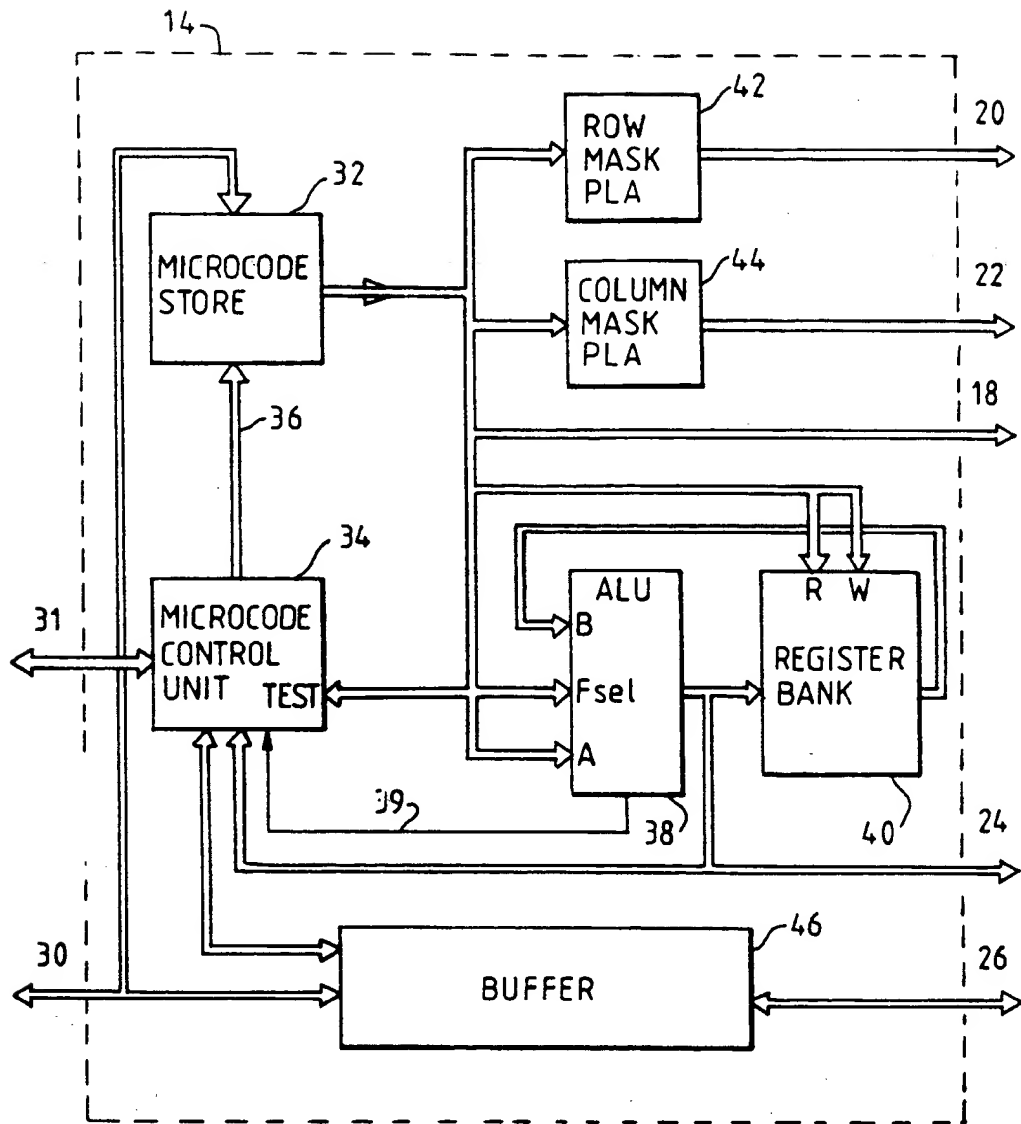 14
42
20
ROW
MASK
PLA
32
MICROCODE
STORE
44
22
COLUMN
MASK
PLA
18
36
34
ALU
R W
31
MICROCODE
CONTROL
UNIT
TEST
B
Fsel
A
REGISTER
BANK
39
38
40
24
30
46
26
BUFFER